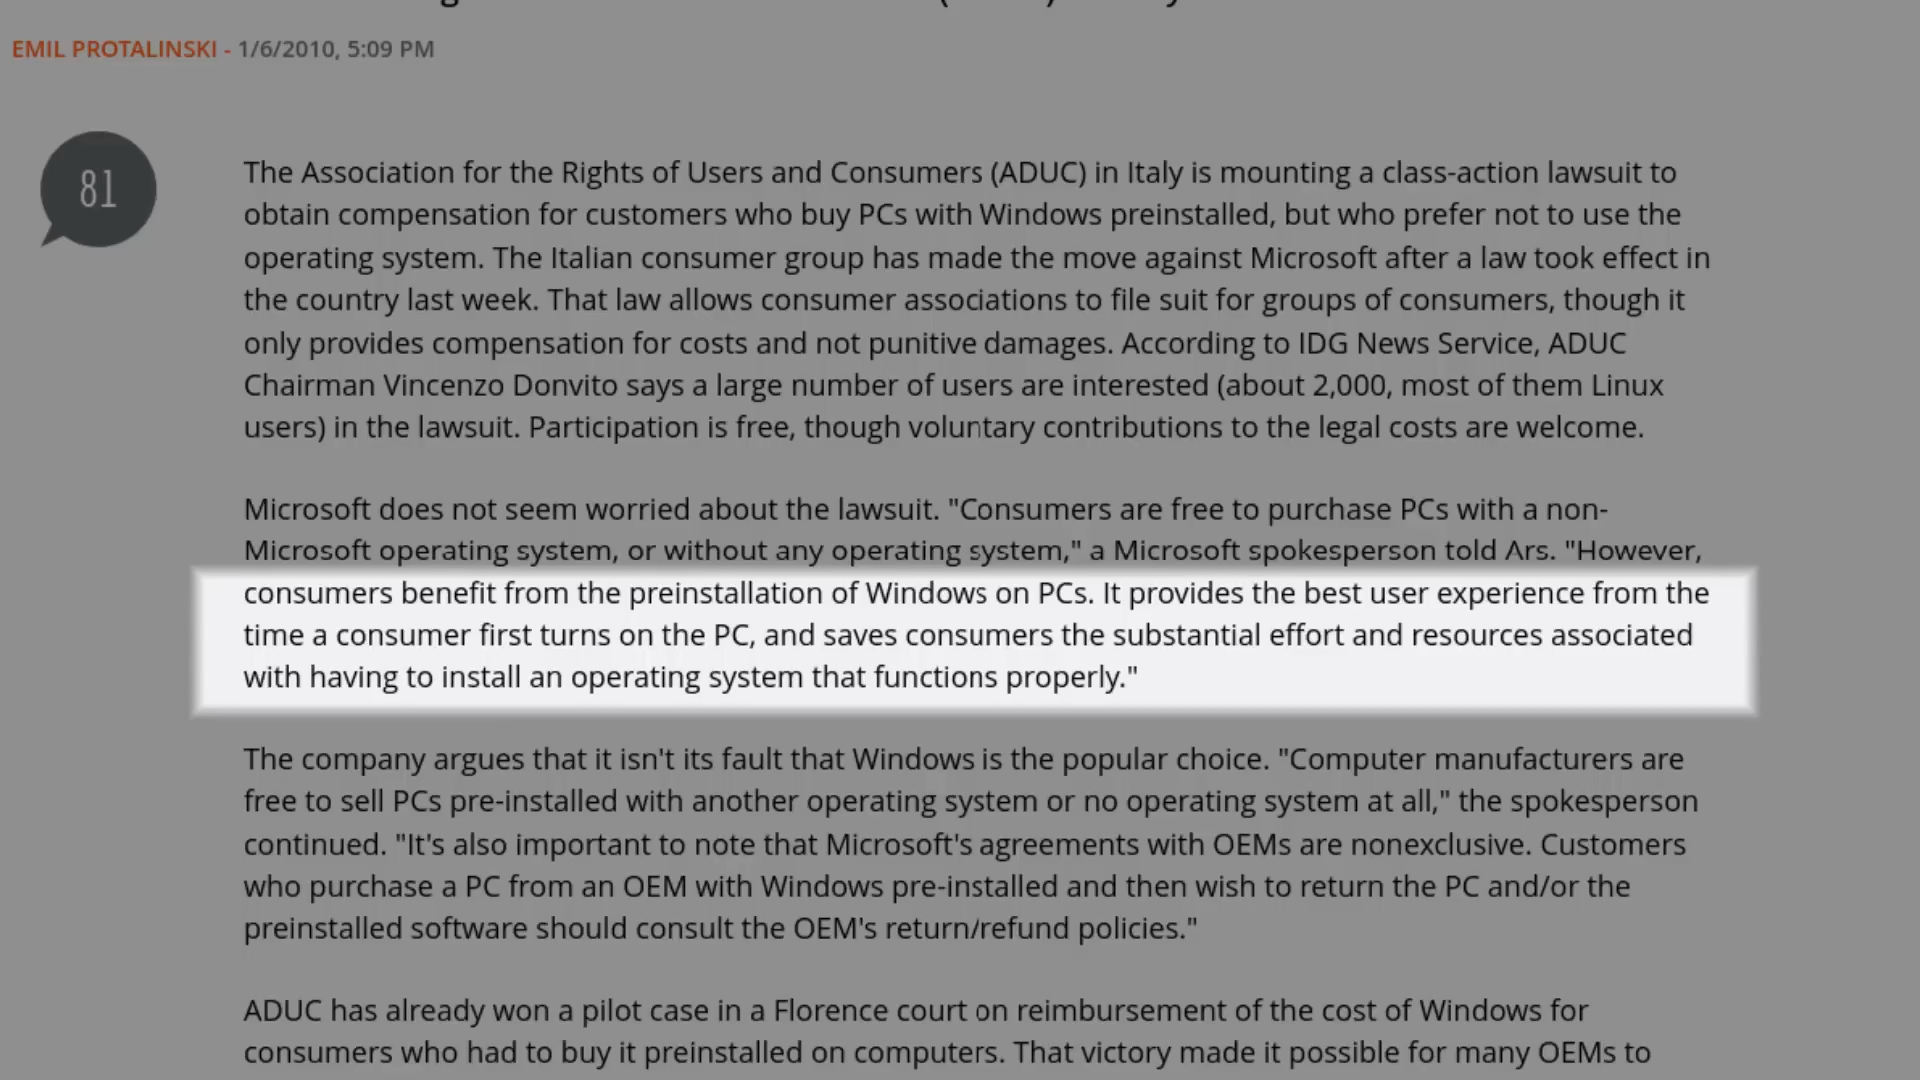 EMIL PROTALINSKI - 1/6/2010, 5:09 PM
81
The Association for the Rights of Users and Consumers (ADUC) in Italy is mounting a class-action lawsuit to
obtain compensation for customers who buy PCs with Windows preinstalled, but who prefer not to use the
operating system. The Italian consumer group has made the move against Microsoft after a law took effect in
the country last week. That law allows consumer associations to file suit for groups of consumers, though it
only provides compensation for costs and not punitive damages. According to IDG News Service, ADUC
Chairman Vincenzo Donvito says a large number of users are interested (about 2,000, most of them Linux
users) in the lawsuit. Participation is free, though voluntary contributions to the legal costs are welcome.
Microsoft does not seem worried about the lawsuit. "Consumers are free to purchase PCs with a non-
Microsoft operating system, or without any operating system," a Microsoft spokesperson told Ars. "However,
consumers benefit from the preinstallation of Windows on PCs. It provides the best user experience from the
time a consumer first turns on the PC, and saves consumers the substantial effort and resources associated
with having to install an operating system that functions properly."
The company argues that it isn't its fault that Windows is the popular choice. "Computer manufacturers are
free to sell PCs pre-installed with another operating system or no operating system at all," the spokesperson
continued. "It's also important to note that Microsoft's agreements with OEMs are nonexclusive. Customers
who purchase a PC from an OEM with Windows pre-installed and then wish to return the PC and/or the
preinstalled software should consult the OEM's return/refund policies."
ADUC has already won a pilot case in a Florence court on reimbursement of the cost of Windows for
consumers who had to buy it preinstalled on computers. That victory made it possible for many OEMs to